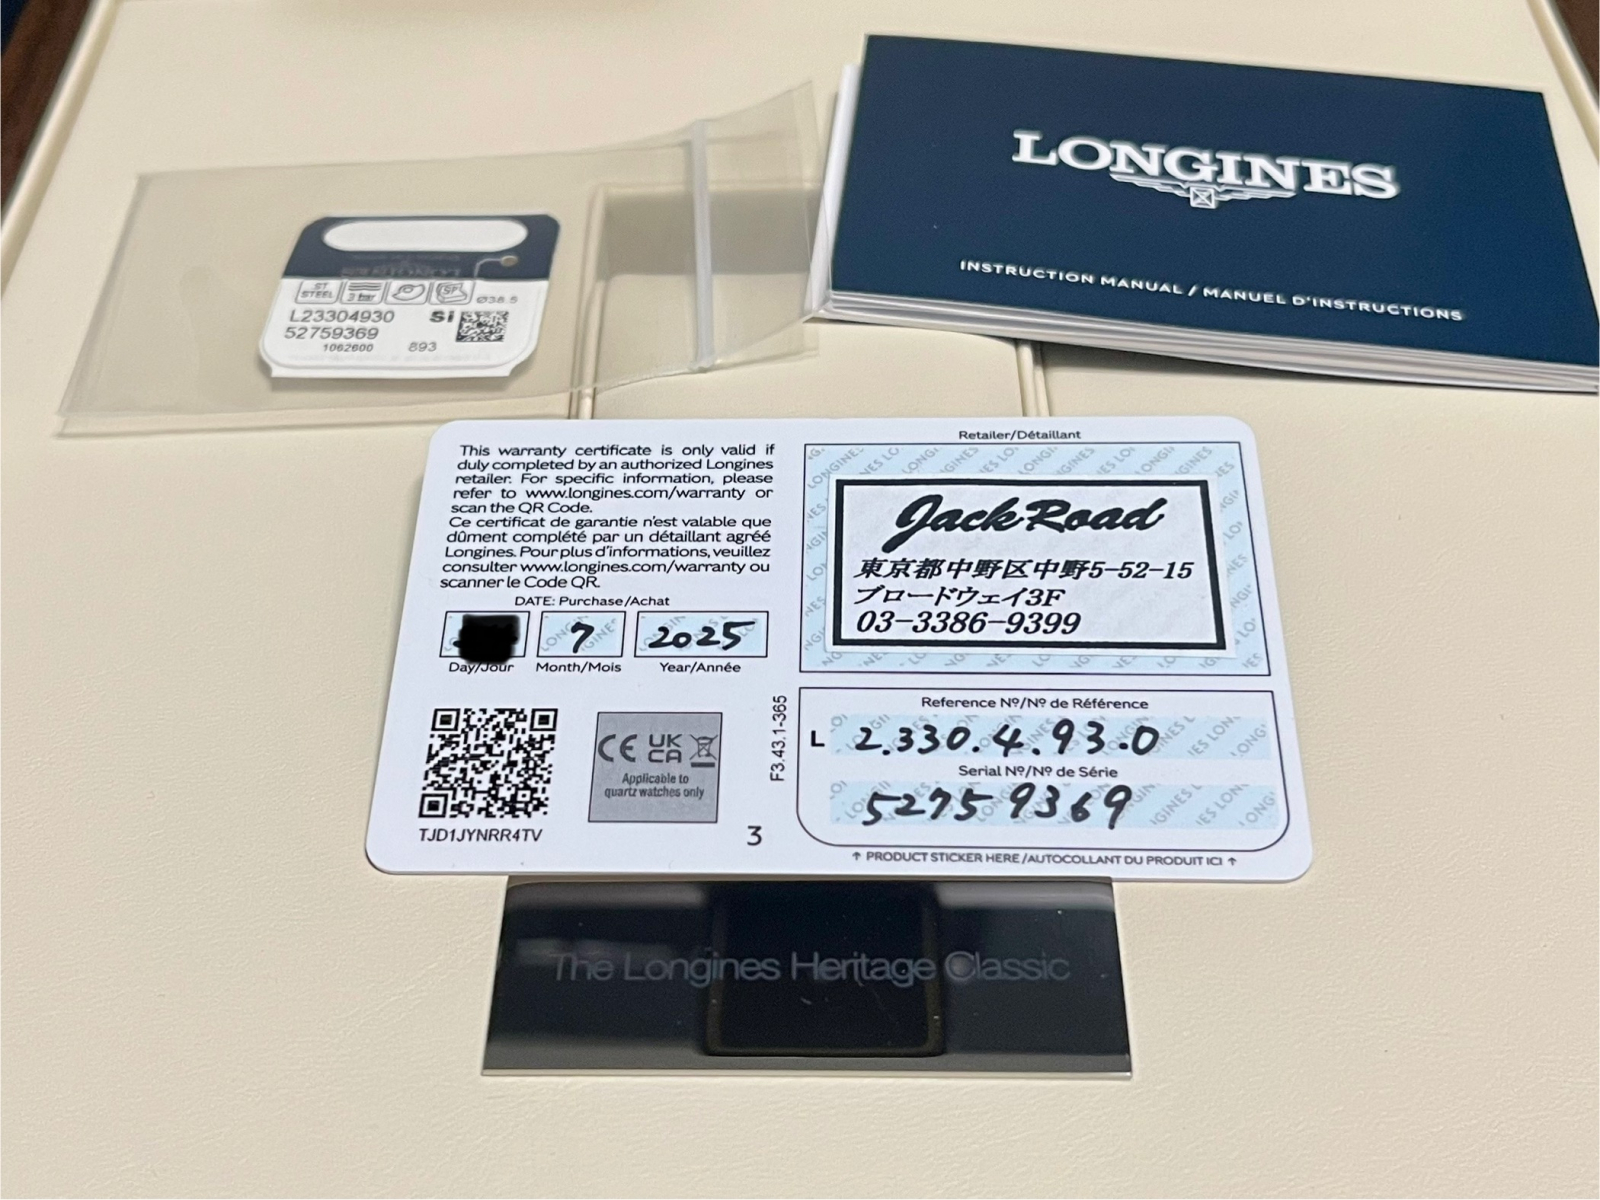 LONGINES
INSTRUCTION MANUAL / MANUEL D'INSTRUCTIONS
ST
STEEL
3 bar
SP
Ø38.5
L23304930
Si
52759369
1062600
893
This warranty certificate is only valid if
duly completed by an authorized Longines
retailer. For specific information, please
refer to www.longines.com/warranty or
scan the QR Code.
Ce certificat de garantie n'est valable que
dûment complété par un détaillant agréé
Longines. Pour plus d'informations, veuillez
consulter www.longines.com/warranty ou
scanner le Code QR.
DATE: Purchase/Achat
7
2025
Day/Jour
Month/Mois
Year/Année
TJD1JYNRR4TV
CE UK
CA
Applicable to
quartz watches only
3
F3.43.1-365
Retailer/Détaillant
Jack Road
東京都中野区中野5-52-15
ブロードウェイ3F
03-3386-9399
Reference Nº/Nº de Référence
L 2.330.4.93.0
Serial Nº/Nº de Série
52759369
↑ PRODUCT STICKER HERE/AUTOCOLLANT DU PRODUIT ICI ↑
The Longines Heritage Classic